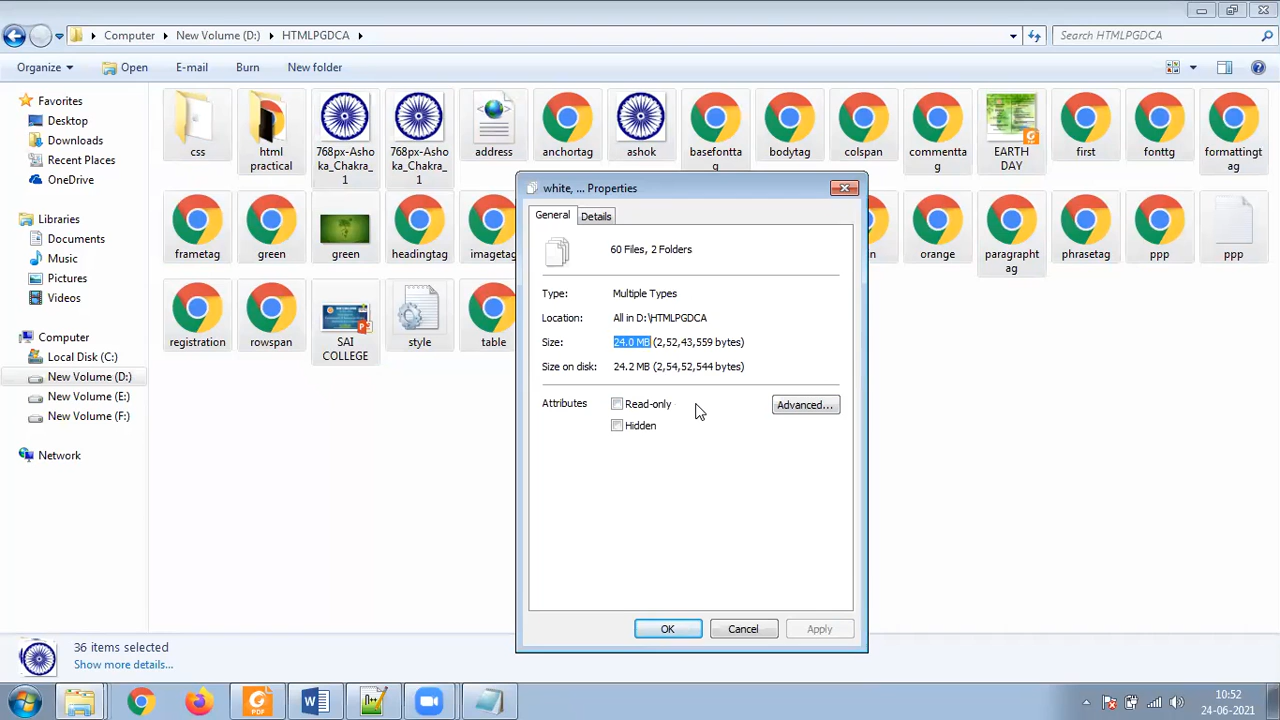 Computer
New Volume (D:)
HTMLPGDCA
Search HTMLPGDCA
Organize
Open
E-mail
Burn
New folder
Favorites
Desktop
Downloads
Recent Places
OneDrive
Libraries
Documents
Music
Pictures
Videos
Computer
Local Disk (C:)
New Volume (D:)
New Volume (E:)
New Volume (F:)
Network
css
html
practical
768px-Asho
ka_Chakra_
1
768px-Asho
ka_Chakra_
1
address
anchortag
ashok
basefontta
g
bodytag
colspan
commentta
g
EARTH
DAY
first
fonttg
formattingt
ag
frametag
green
green
headingtag
imagetag
orange
paragrapht
ag
phrasetag
ppp
ppp
registration
rowspan
SAI
COLLEGE
style
table
white, ... Properties
General
Details
60 Files, 2 Folders
Type:
Multiple Types
Location:
All in D:\HTMLPGDCA
Size:
24.0 MB (2,52,43,559 bytes)
Size on disk:
24.2 MB (2,54,52,544 bytes)
Attributes
Read-only
Advanced...
Hidden
OK
Cancel
Apply
36 items selected
Show more details...
10:52
24-06-2021